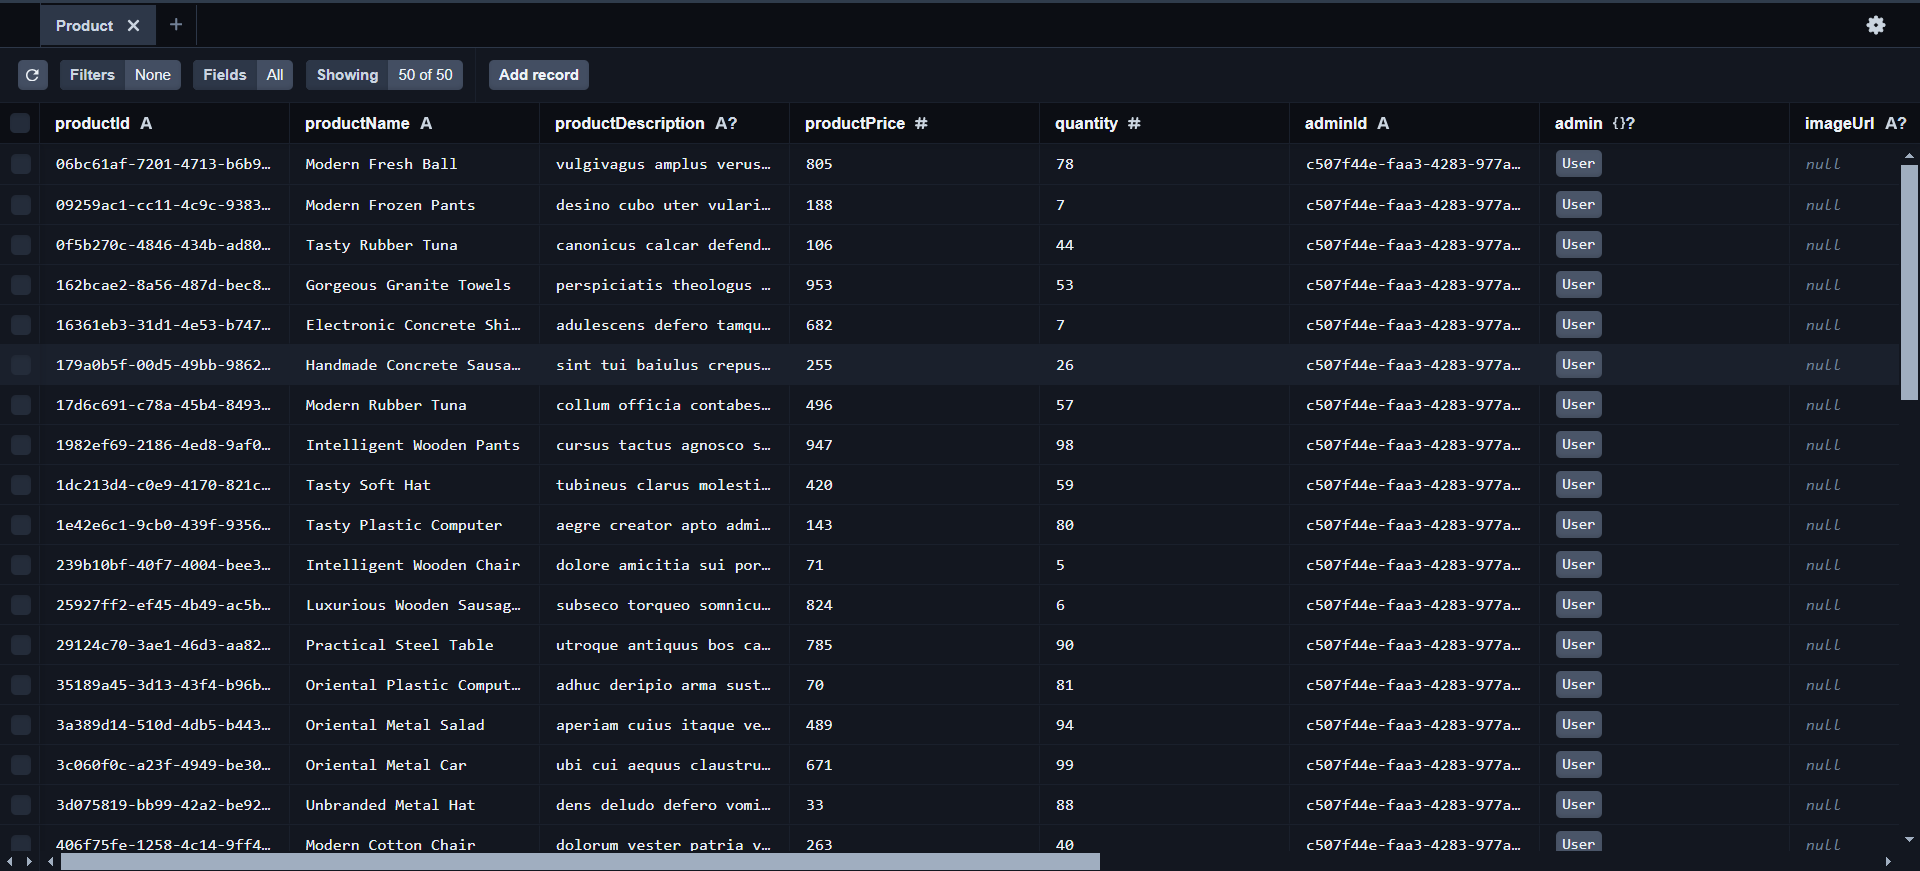 Product
Filters None Fields All Showing 50 of 50 Add record
productId A productName A productDescription A? productPrice # quantity # adminId A admin {}? imageUrl A?
06bc61af-7201-4713-b6b9… Modern Fresh Ball vulgivagus amplus verus… 805 78 c507f44e-faa3-4283-977a… User null
09259ac1-cc11-4c9c-9383… Modern Frozen Pants desino cubo uter vulari… 188 7 c507f44e-faa3-4283-977a… User null
0f5b270c-4846-434b-ad80… Tasty Rubber Tuna canonicus calcar defend… 106 44 c507f44e-faa3-4283-977a… User null
162bcae2-8a56-487d-bec8… Gorgeous Granite Towels perspiciatis theologus … 953 53 c507f44e-faa3-4283-977a… User null
16361eb3-31d1-4e53-b747… Electronic Concrete Shi… adulescens defero tamqu… 682 7 c507f44e-faa3-4283-977a… User null
179a0b5f-00d5-49bb-9862… Handmade Concrete Sausa… sint tui baiulus crepus… 255 26 c507f44e-faa3-4283-977a… User null
17d6c691-c78a-45b4-8493… Modern Rubber Tuna collum officia contabes… 496 57 c507f44e-faa3-4283-977a… User null
1982ef69-2186-4ed8-9af0… Intelligent Wooden Pants cursus tactus agnosco s… 947 98 c507f44e-faa3-4283-977a… User null
1dc213d4-c0e9-4170-821c… Tasty Soft Hat tubineus clarus molesti… 420 59 c507f44e-faa3-4283-977a… User null
1e42e6c1-9cb0-439f-9356… Tasty Plastic Computer aegre creator apto admi… 143 80 c507f44e-faa3-4283-977a… User null
239b10bf-40f7-4004-bee3… Intelligent Wooden Chair dolore amicitia sui por… 71 5 c507f44e-faa3-4283-977a… User null
25927ff2-ef45-4b49-ac5b… Luxurious Wooden Sausag… subseco torqueo somnicu… 824 6 c507f44e-faa3-4283-977a… User null
29124c70-3ae1-46d3-aa82… Practical Steel Table utroque antiquus bos ca… 785 90 c507f44e-faa3-4283-977a… User null
35189a45-3d13-43f4-b96b… Oriental Plastic Comput… adhuc deripio arma sust… 70 81 c507f44e-faa3-4283-977a… User null
3a389d14-510d-4db5-b443… Oriental Metal Salad aperiam cuius itaque ve… 489 94 c507f44e-faa3-4283-977a… User null
3c060f0c-a23f-4949-be30… Oriental Metal Car ubi cui aequus claustru… 671 99 c507f44e-faa3-4283-977a… User null
3d075819-bb99-42a2-be92… Unbranded Metal Hat dens deludo defero vomi… 33 88 c507f44e-faa3-4283-977a… User null
406f75fe-1258-4c14-9ff4… Modern Cotton Chair dolorum vester patria v… 263 40 c507f44e-faa3-4283-977a… User null